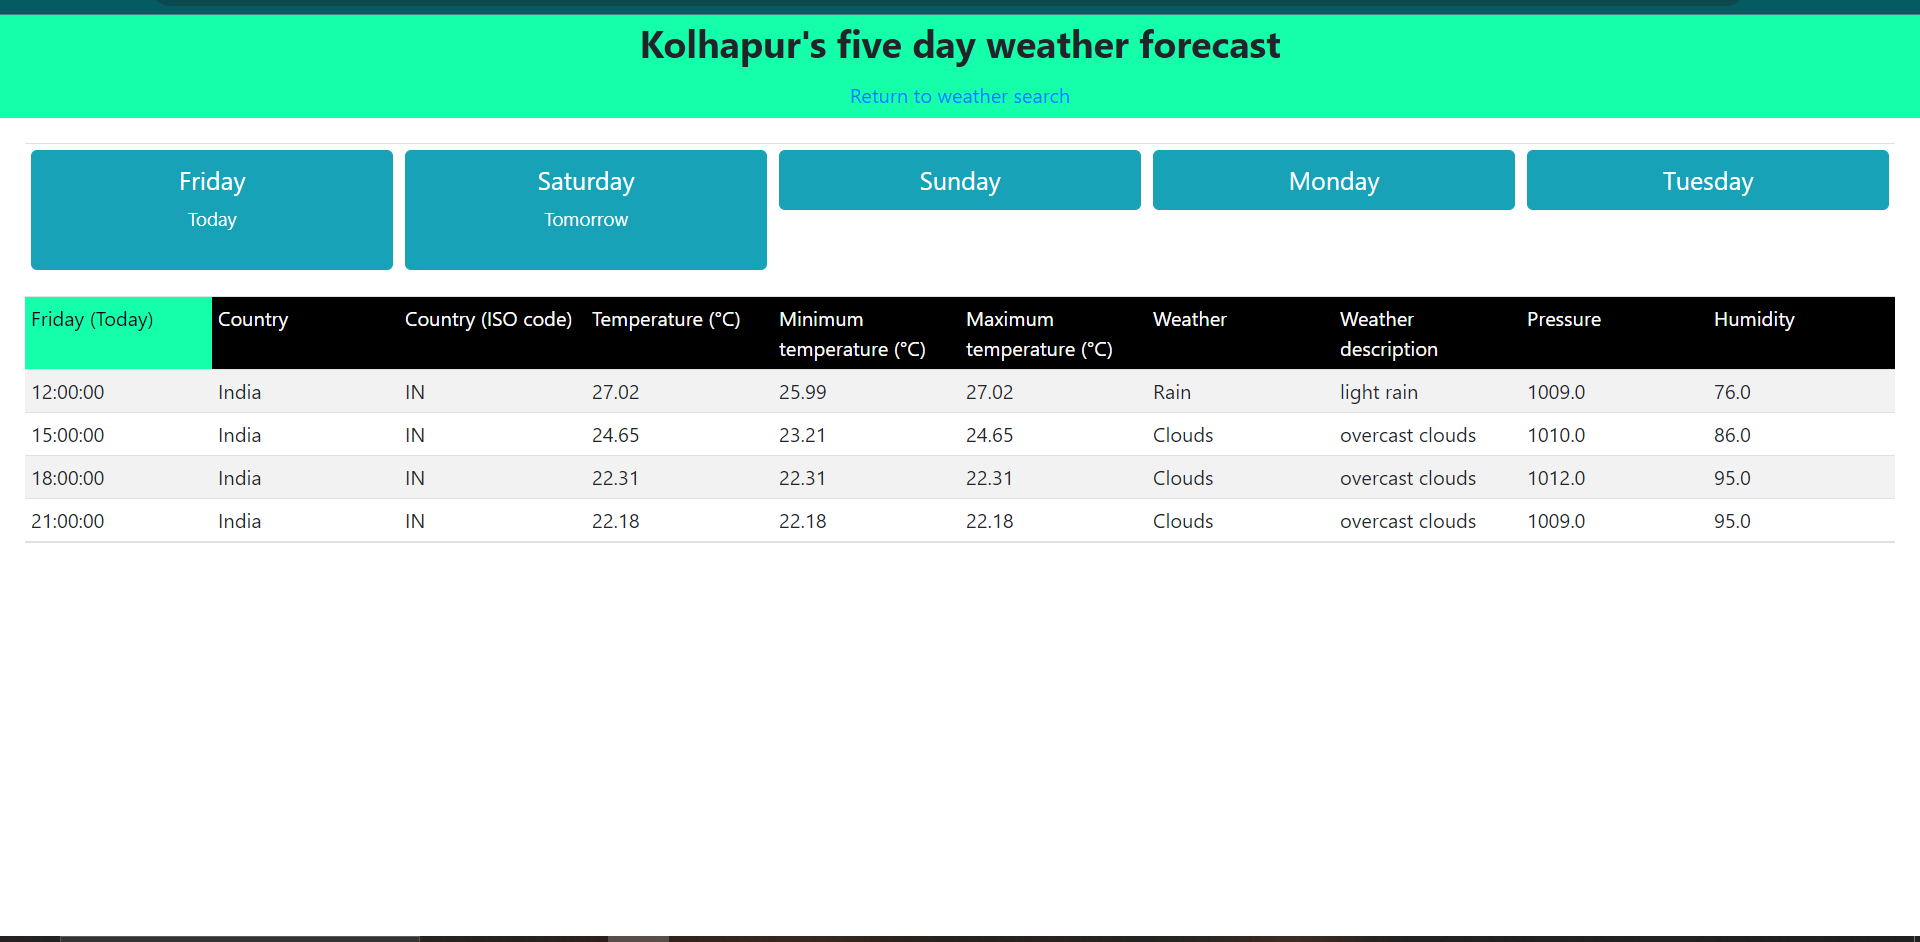 Kolhapur's five day weather forecast
Return to weather search
Friday Saturday Sunday Monday Tuesday
Today Tomorrow
Friday (Today) Country Country (ISO code) Temperature (°C) Minimum temperature (°C) Maximum temperature (°C) Weather Weather description Pressure Humidity
12:00:00 India IN 27.02 25.99 27.02 Rain light rain 1009.0 76.0
15:00:00 India IN 24.65 23.21 24.65 Clouds overcast clouds 1010.0 86.0
18:00:00 India IN 22.31 22.31 22.31 Clouds overcast clouds 1012.0 95.0
21:00:00 India IN 22.18 22.18 22.18 Clouds overcast clouds 1009.0 95.0